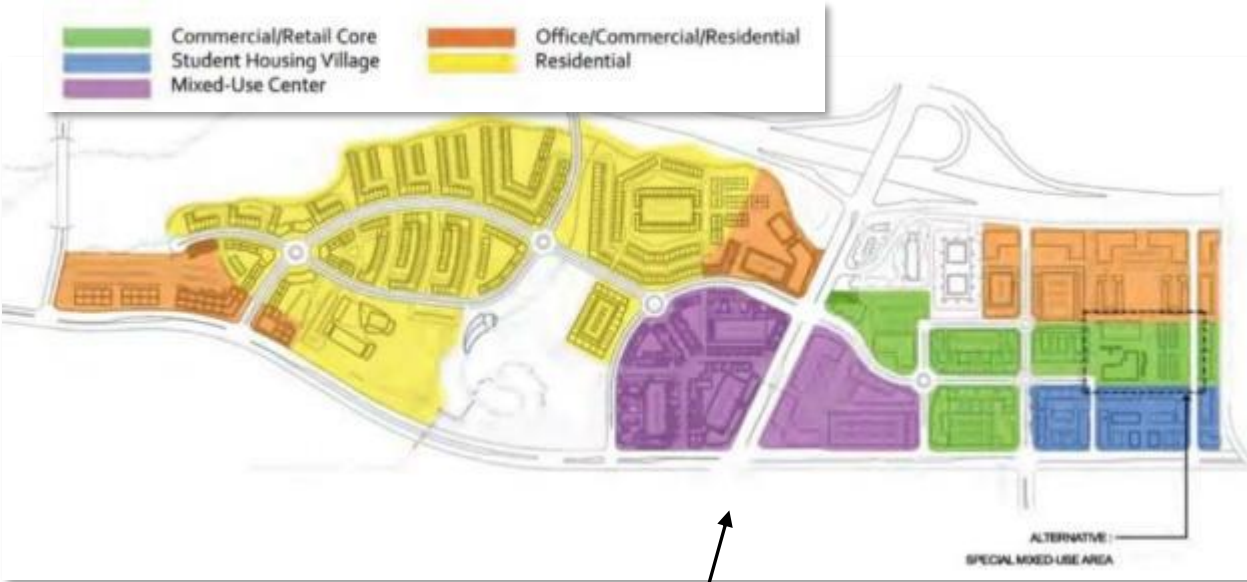 Commercial/Retail Core
Student Housing Village
Mixed-Use Center
Office/Commercial/Residential
Residential
ALTERNATIVE :
SPECIAL MIXED-USE AREA